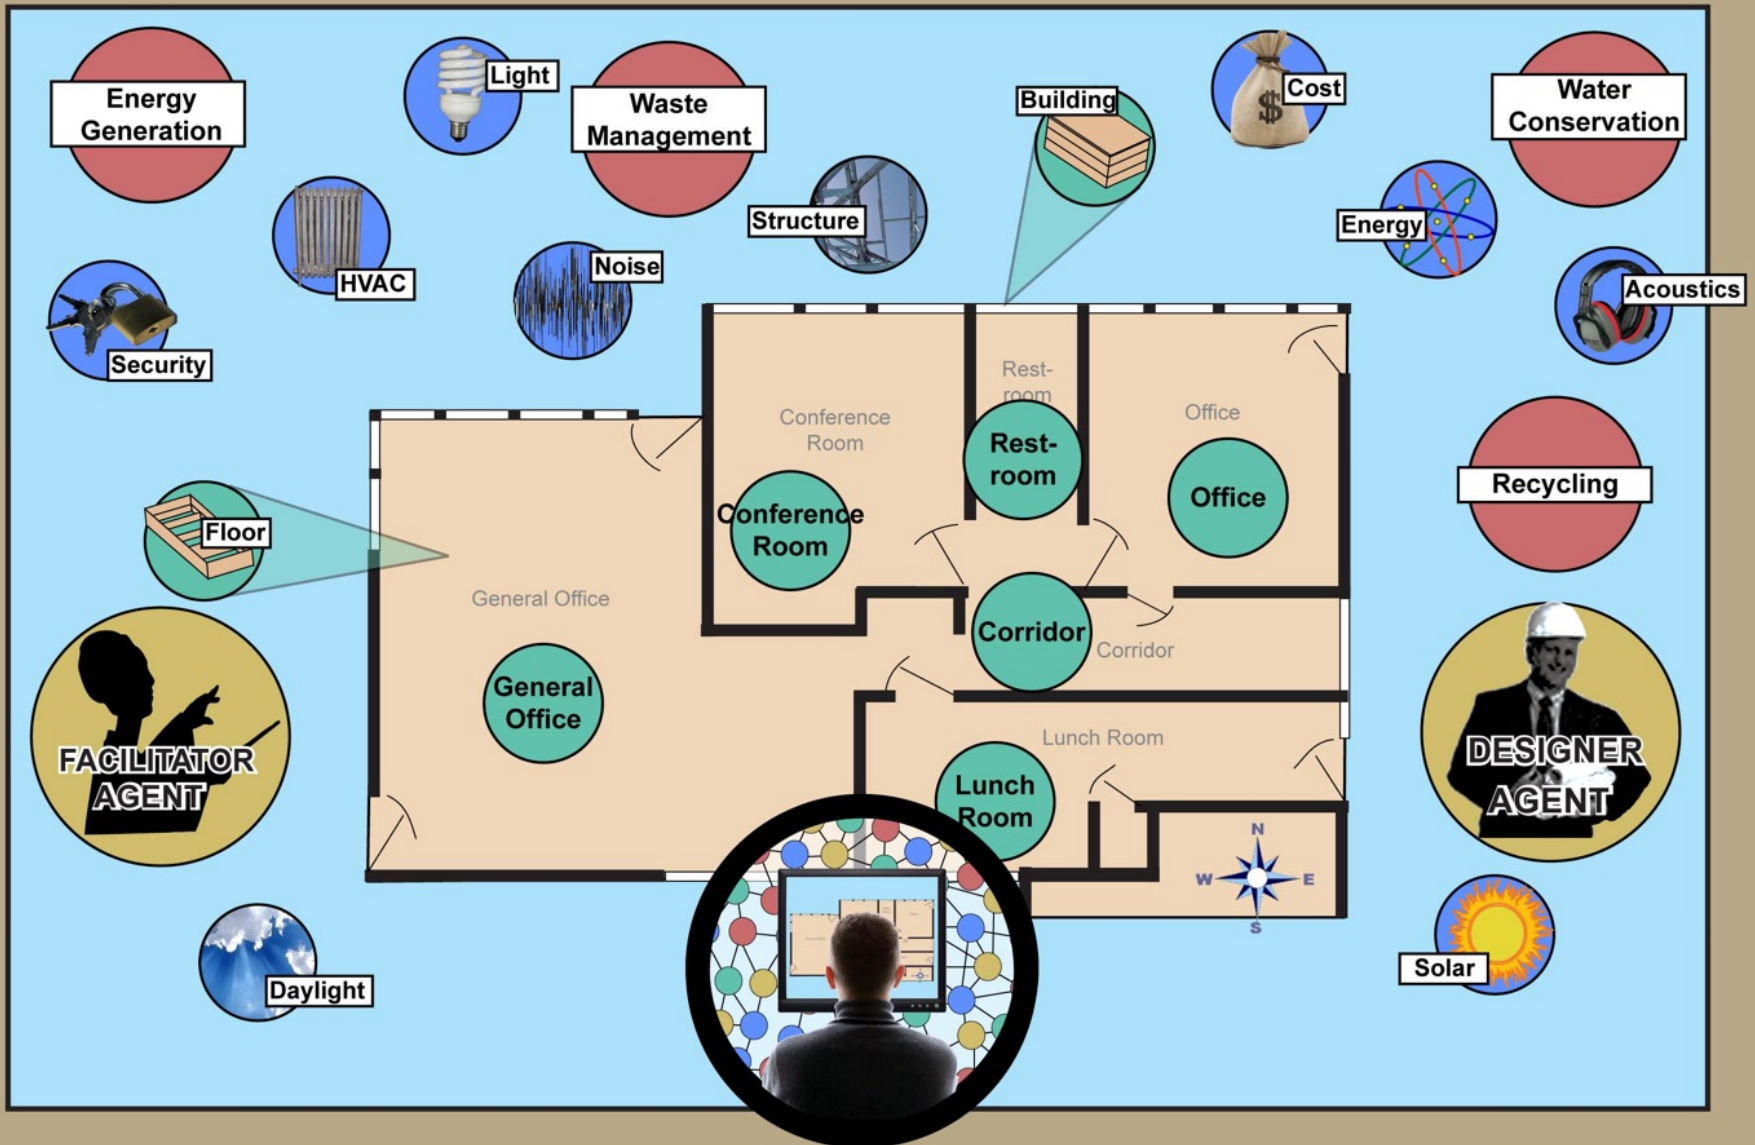 Energy
Generation
Light
Waste
Management
Building
Cost
$
Water
Conservation
Structure
Energy
HVAC
Noise
Acoustics
Security
Rest-
room
Conference
Room
Office
Rest-
room
Recycling
Office
Conference
Room
Floor
General Office
Corridor
Corridor
General
Office
Lunch Room
FACILITATOR
AGENT
DESIGNER
AGENT
Lunch
Room
N
W
E
S
Solar
Daylight